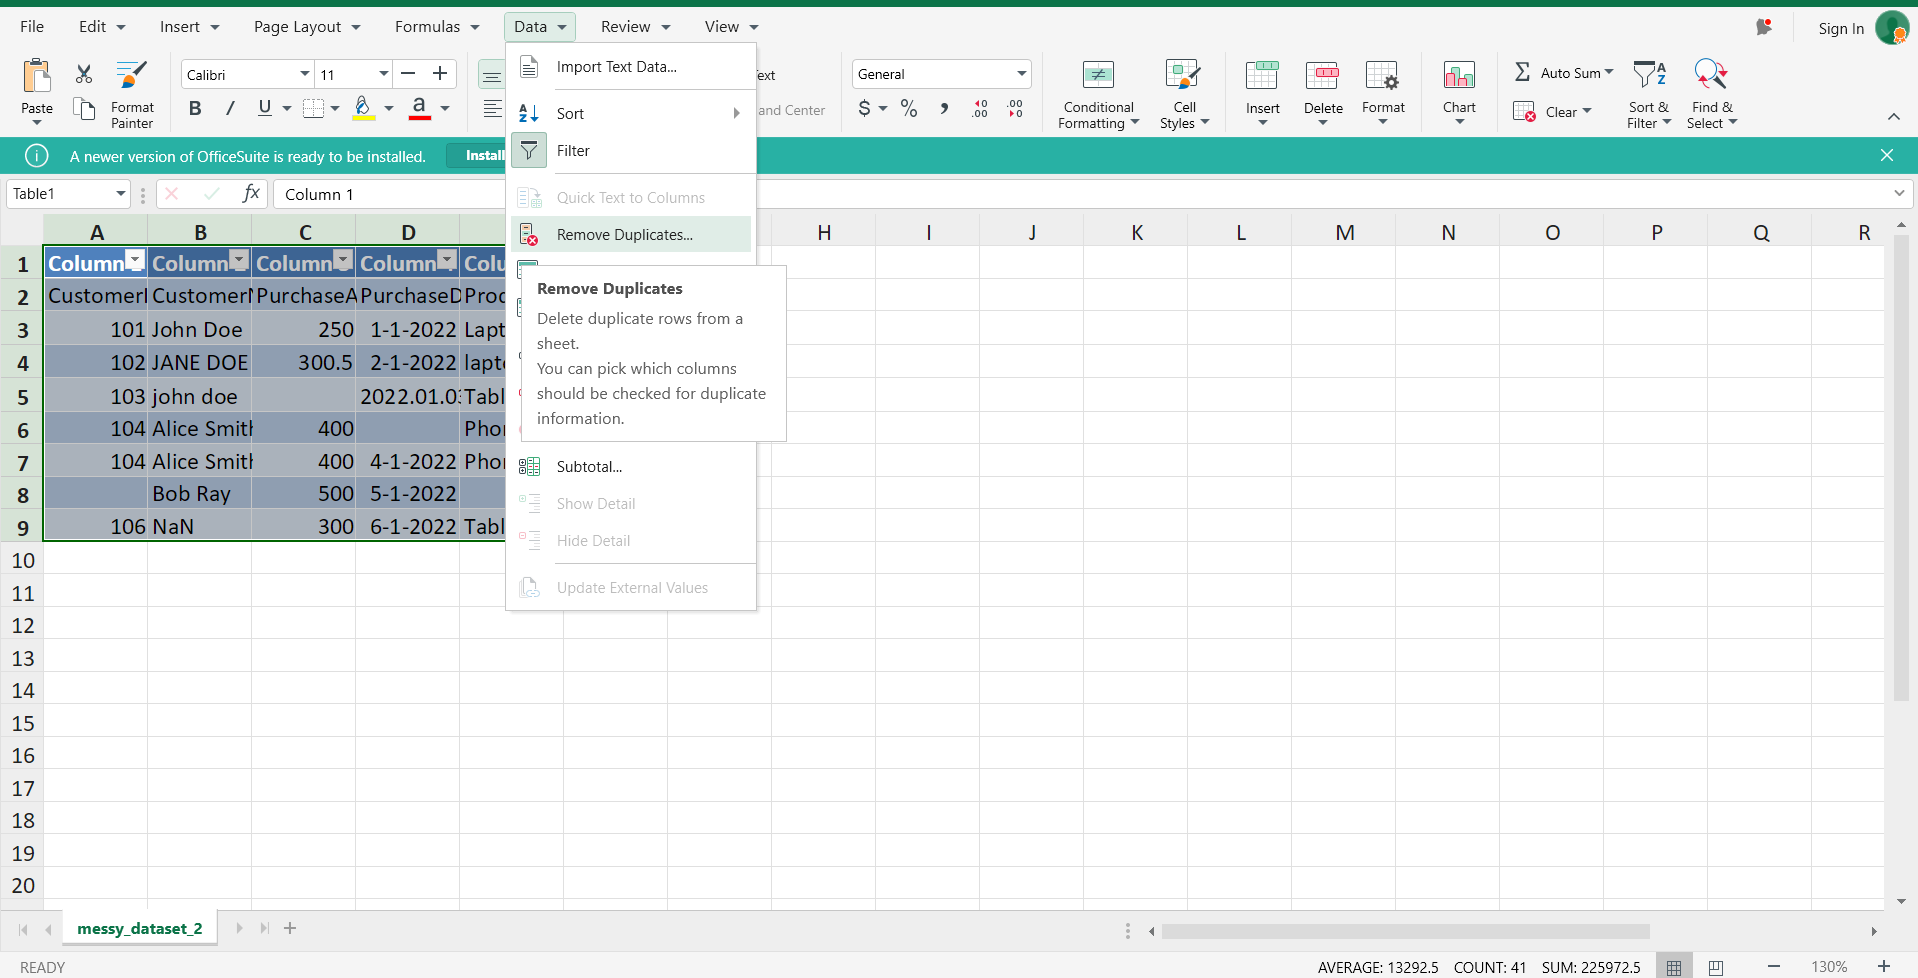 File Edit Insert Page Layout Formulas Data Review View Sign In
Paste
Format
Painter
Calibri 11
B I U a
General
$ % , .00 .00
and Center
Conditional
Formatting
Cell
Styles
Insert Delete Format
Chart
Auto Sum
Clear
Sort &
Filter
Find &
Select
A newer version of OfficeSuite is ready to be installed. Install
Table1 fx Column 1
Import Text Data...
Sort
Filter
Quick Text to Columns
Remove Duplicates...
Remove Duplicates
Delete duplicate rows from a
sheet.
You can pick which columns
should be checked for duplicate
information.
Subtotal...
Show Detail
Hide Detail
Update External Values
A B C D H I J K L M N O P Q R
1 Column Column Column Column Colu
2 CustomerI CustomerN PurchaseA PurchaseD Proc
3 101 John Doe 250 1-1-2022 Lapt
4 102 JANE DOE 300.5 2-1-2022 lapt
5 103 john doe 2022.01.03 Tabl
6 104 Alice Smith 400 Pho
7 104 Alice Smith 400 4-1-2022 Pho
8 Bob Ray 500 5-1-2022
9 106 NaN 300 6-1-2022 Tabl
10
11
12
13
14
15
16
17
18
19
20
messy_dataset_2
READY AVERAGE: 13292.5 COUNT: 41 SUM: 225972.5 130%